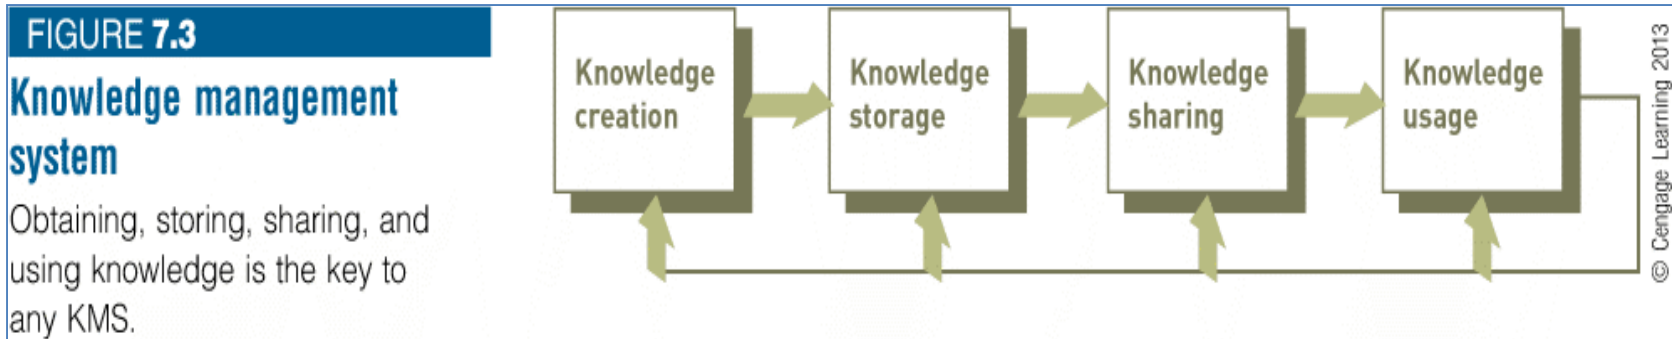 FIGURE 7.3
Knowledge management
system
Obtaining, storing, sharing, and
using knowledge is the key to
any KMS.
Knowledge
creation
Knowledge
storage
Knowledge
sharing
Knowledge
usage
© Cengage Learning 2013